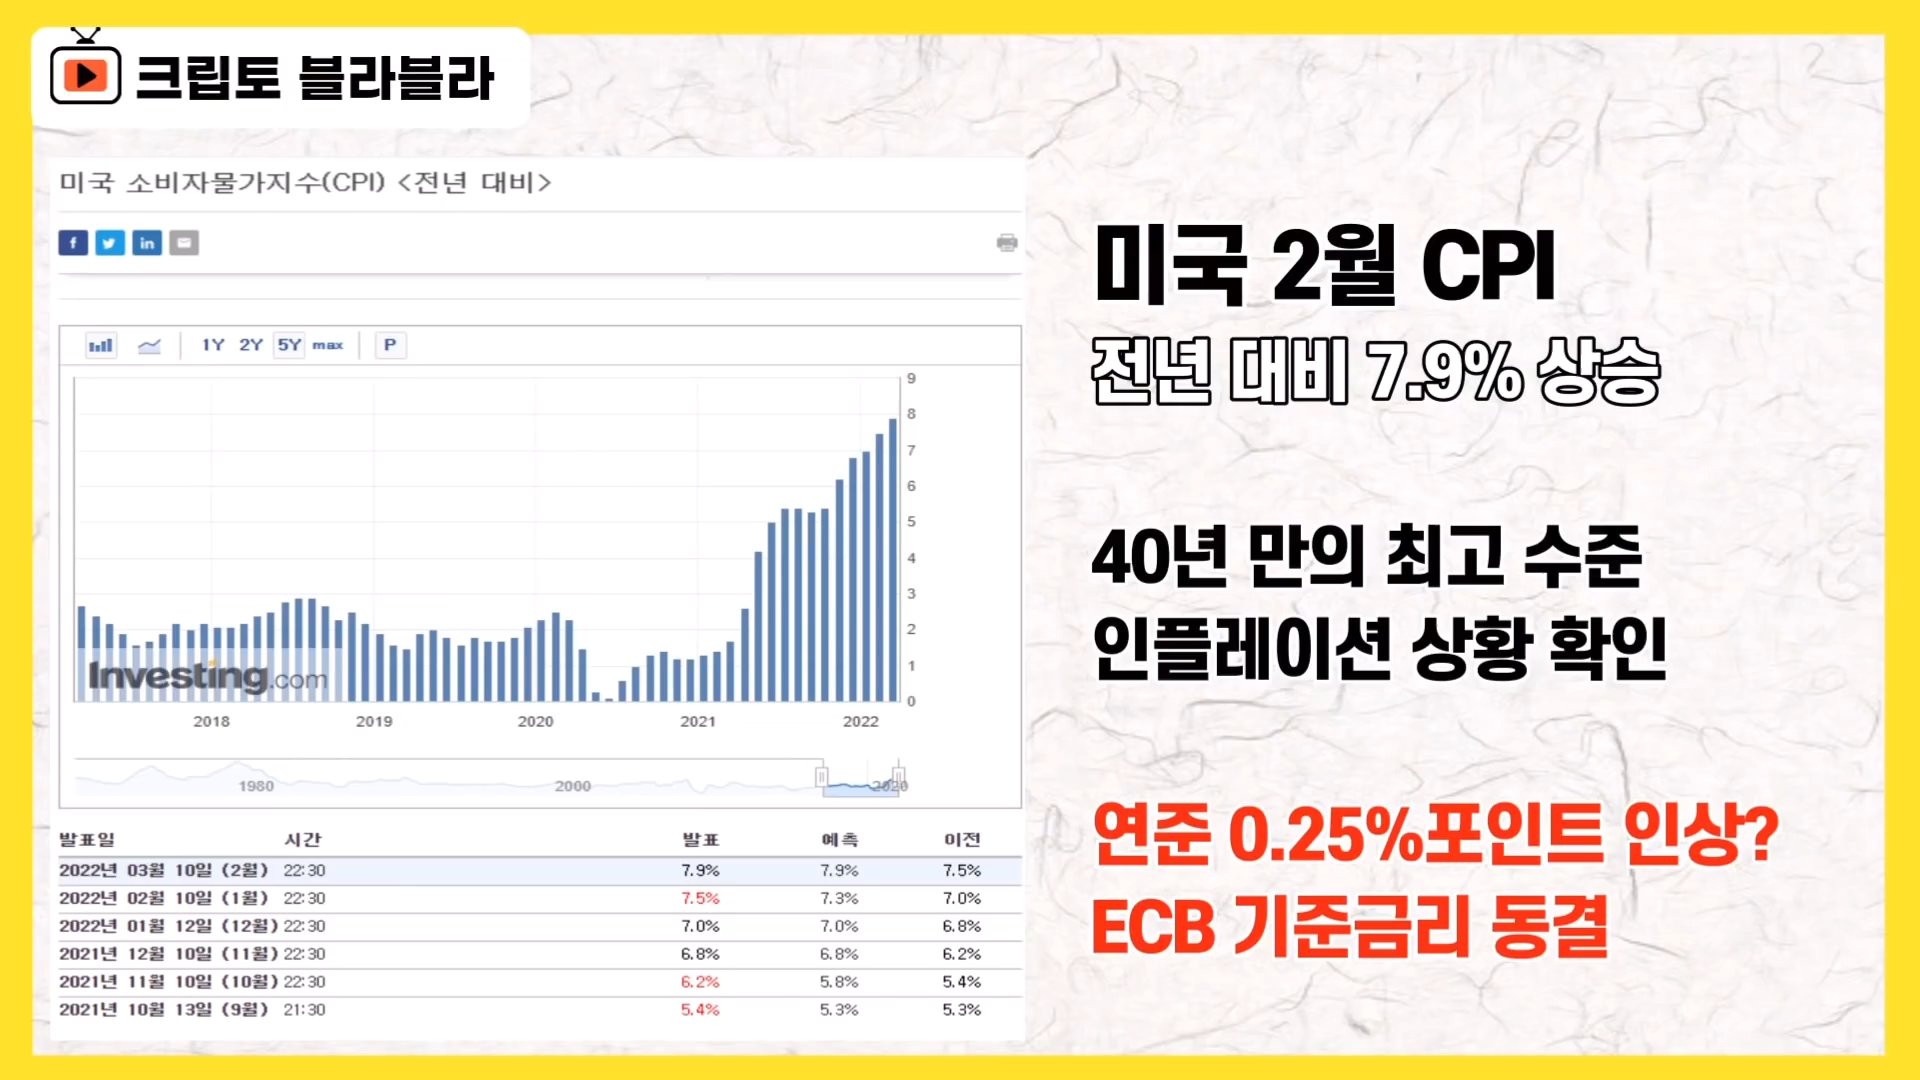 크립토 블라블라
미국 소비자물가지수(CPI) <전년 대비>
1Y 2Y 5Y max P
9
8
7
6
5
4
3
2
1
0
Investing.com
2018 2019 2020 2021 2022
1980 2000 2020
발표일 시간 발표 예측 이전
2022년 03월 10일 (2월) 22:30 7.9% 7.9% 7.5%
2022년 02월 10일 (1월) 22:30 7.5% 7.3% 7.0%
2022년 01월 12일 (12월) 22:30 7.0% 7.0% 6.8%
2021년 12월 10일 (11월) 22:30 6.8% 6.8% 6.2%
2021년 11월 10일 (10월) 22:30 6.2% 5.8% 5.4%
2021년 10월 13일 (9월) 21:30 5.4% 5.3% 5.3%
미국 2월 CPI
전년 대비 7.9% 상승
40년 만의 최고 수준
인플레이션 상황 확인
연준 0.25%포인트 인상?
ECB 기준금리 동결